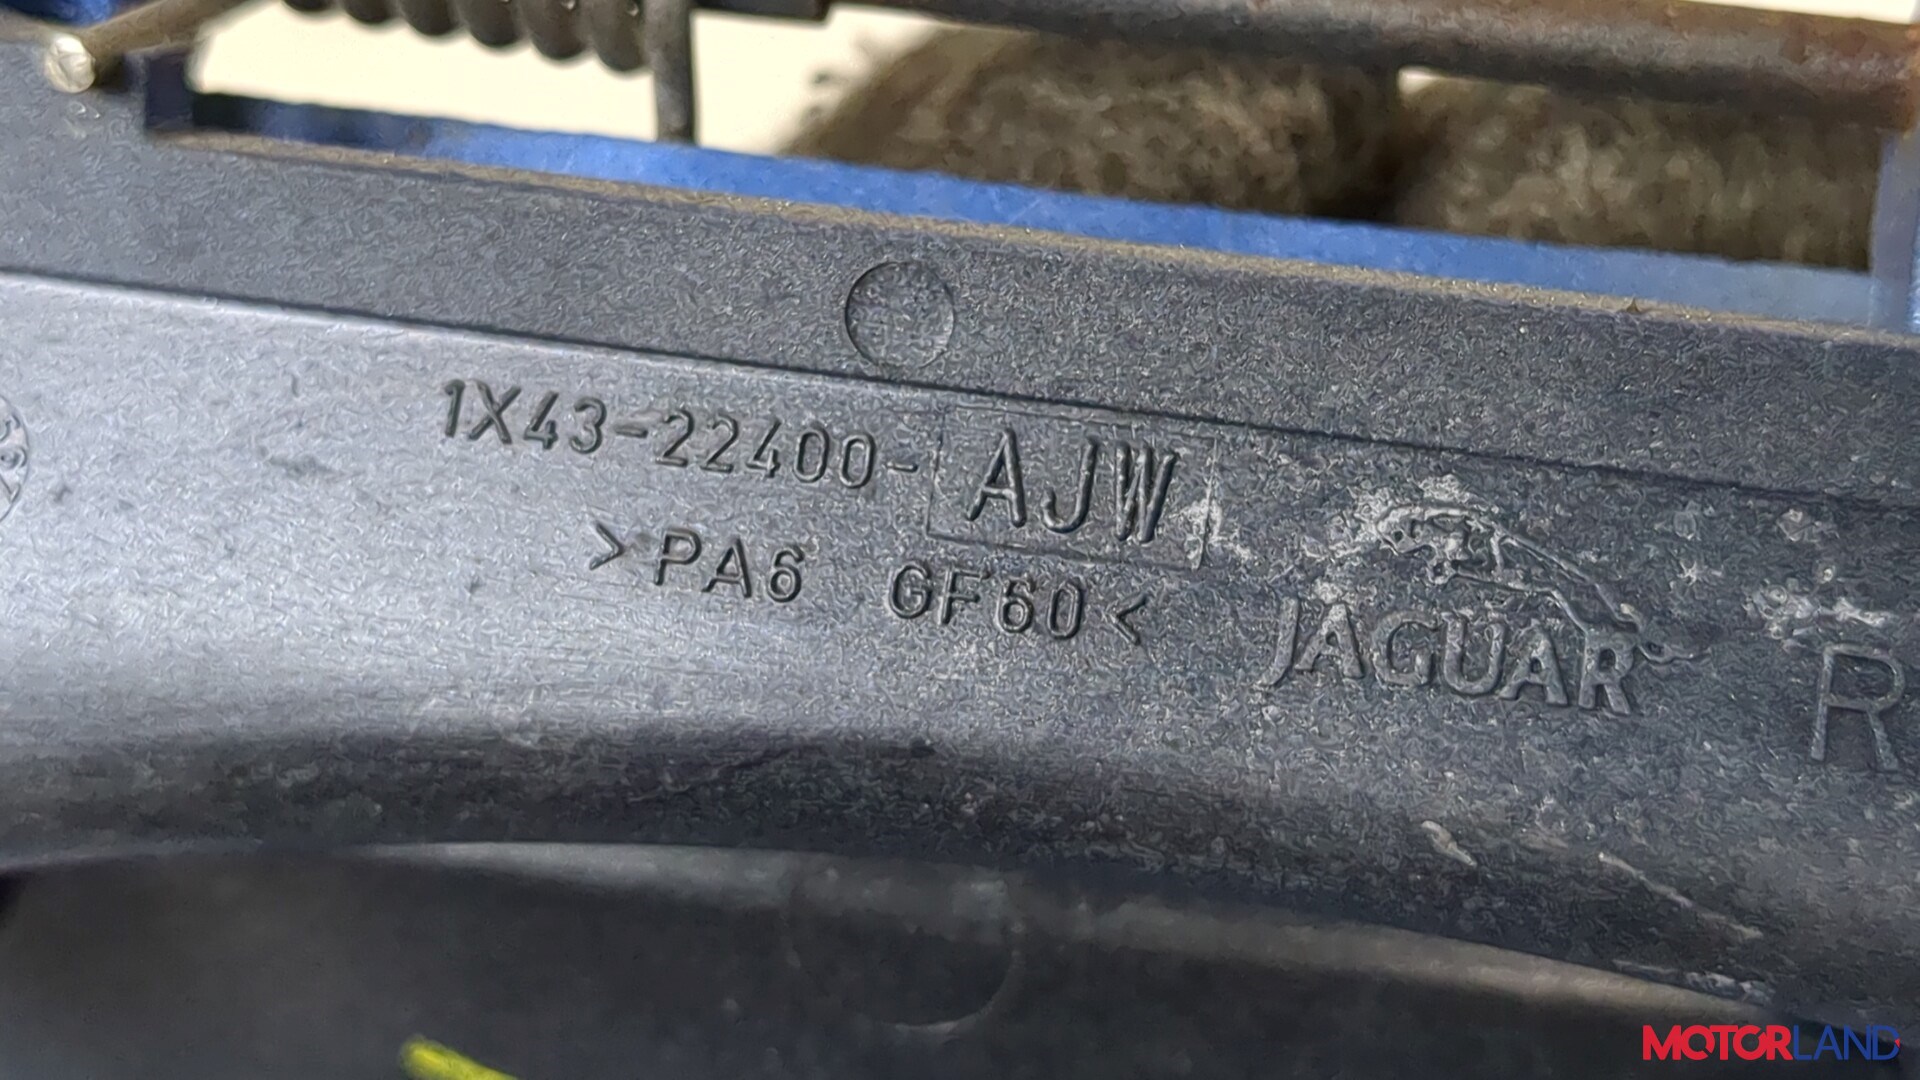 1X43-22400-AJW
>PA6 GF60<
JAGUAR
R
MOTORLAND